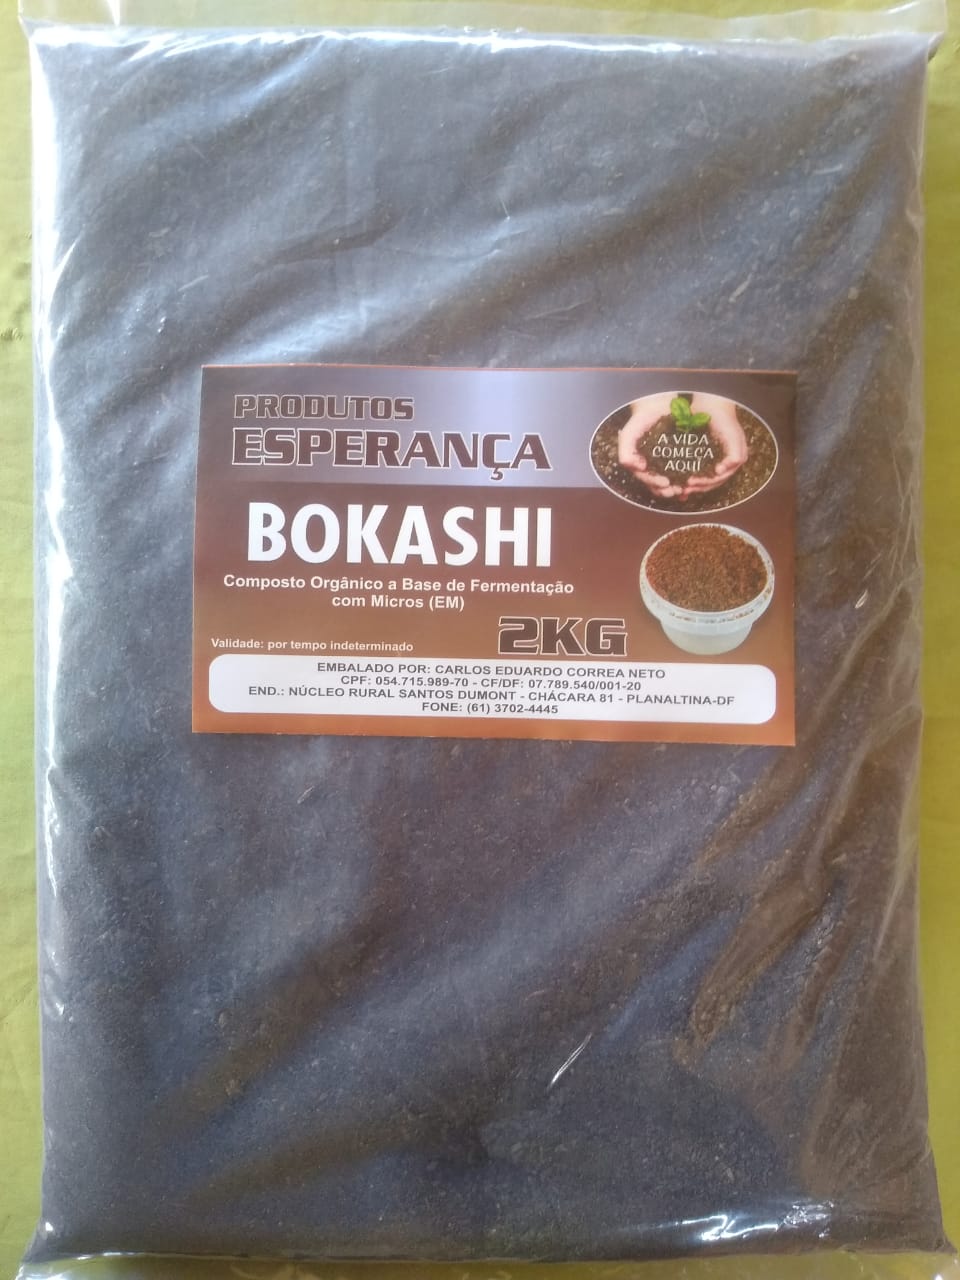 PRODUTOS
ESPERANÇA
A VIDA
COMEÇA
AQUÍ
BOKASHI
Composto Orgânico a Base de Fermentação
com Micros (EM)
2KG
Validade: por tempo indeterminado
EMBALADO POR: CARLOS EDUARDO CORREA NETO
CPF: 054.715.989-70 - CF/DF: 07.789.540/001-20
END.: NÚCLEO RURAL SANTOS DUMONT - CHÁCARA 81 - PLANALTINA-DF
FONE: (61) 3702-4445